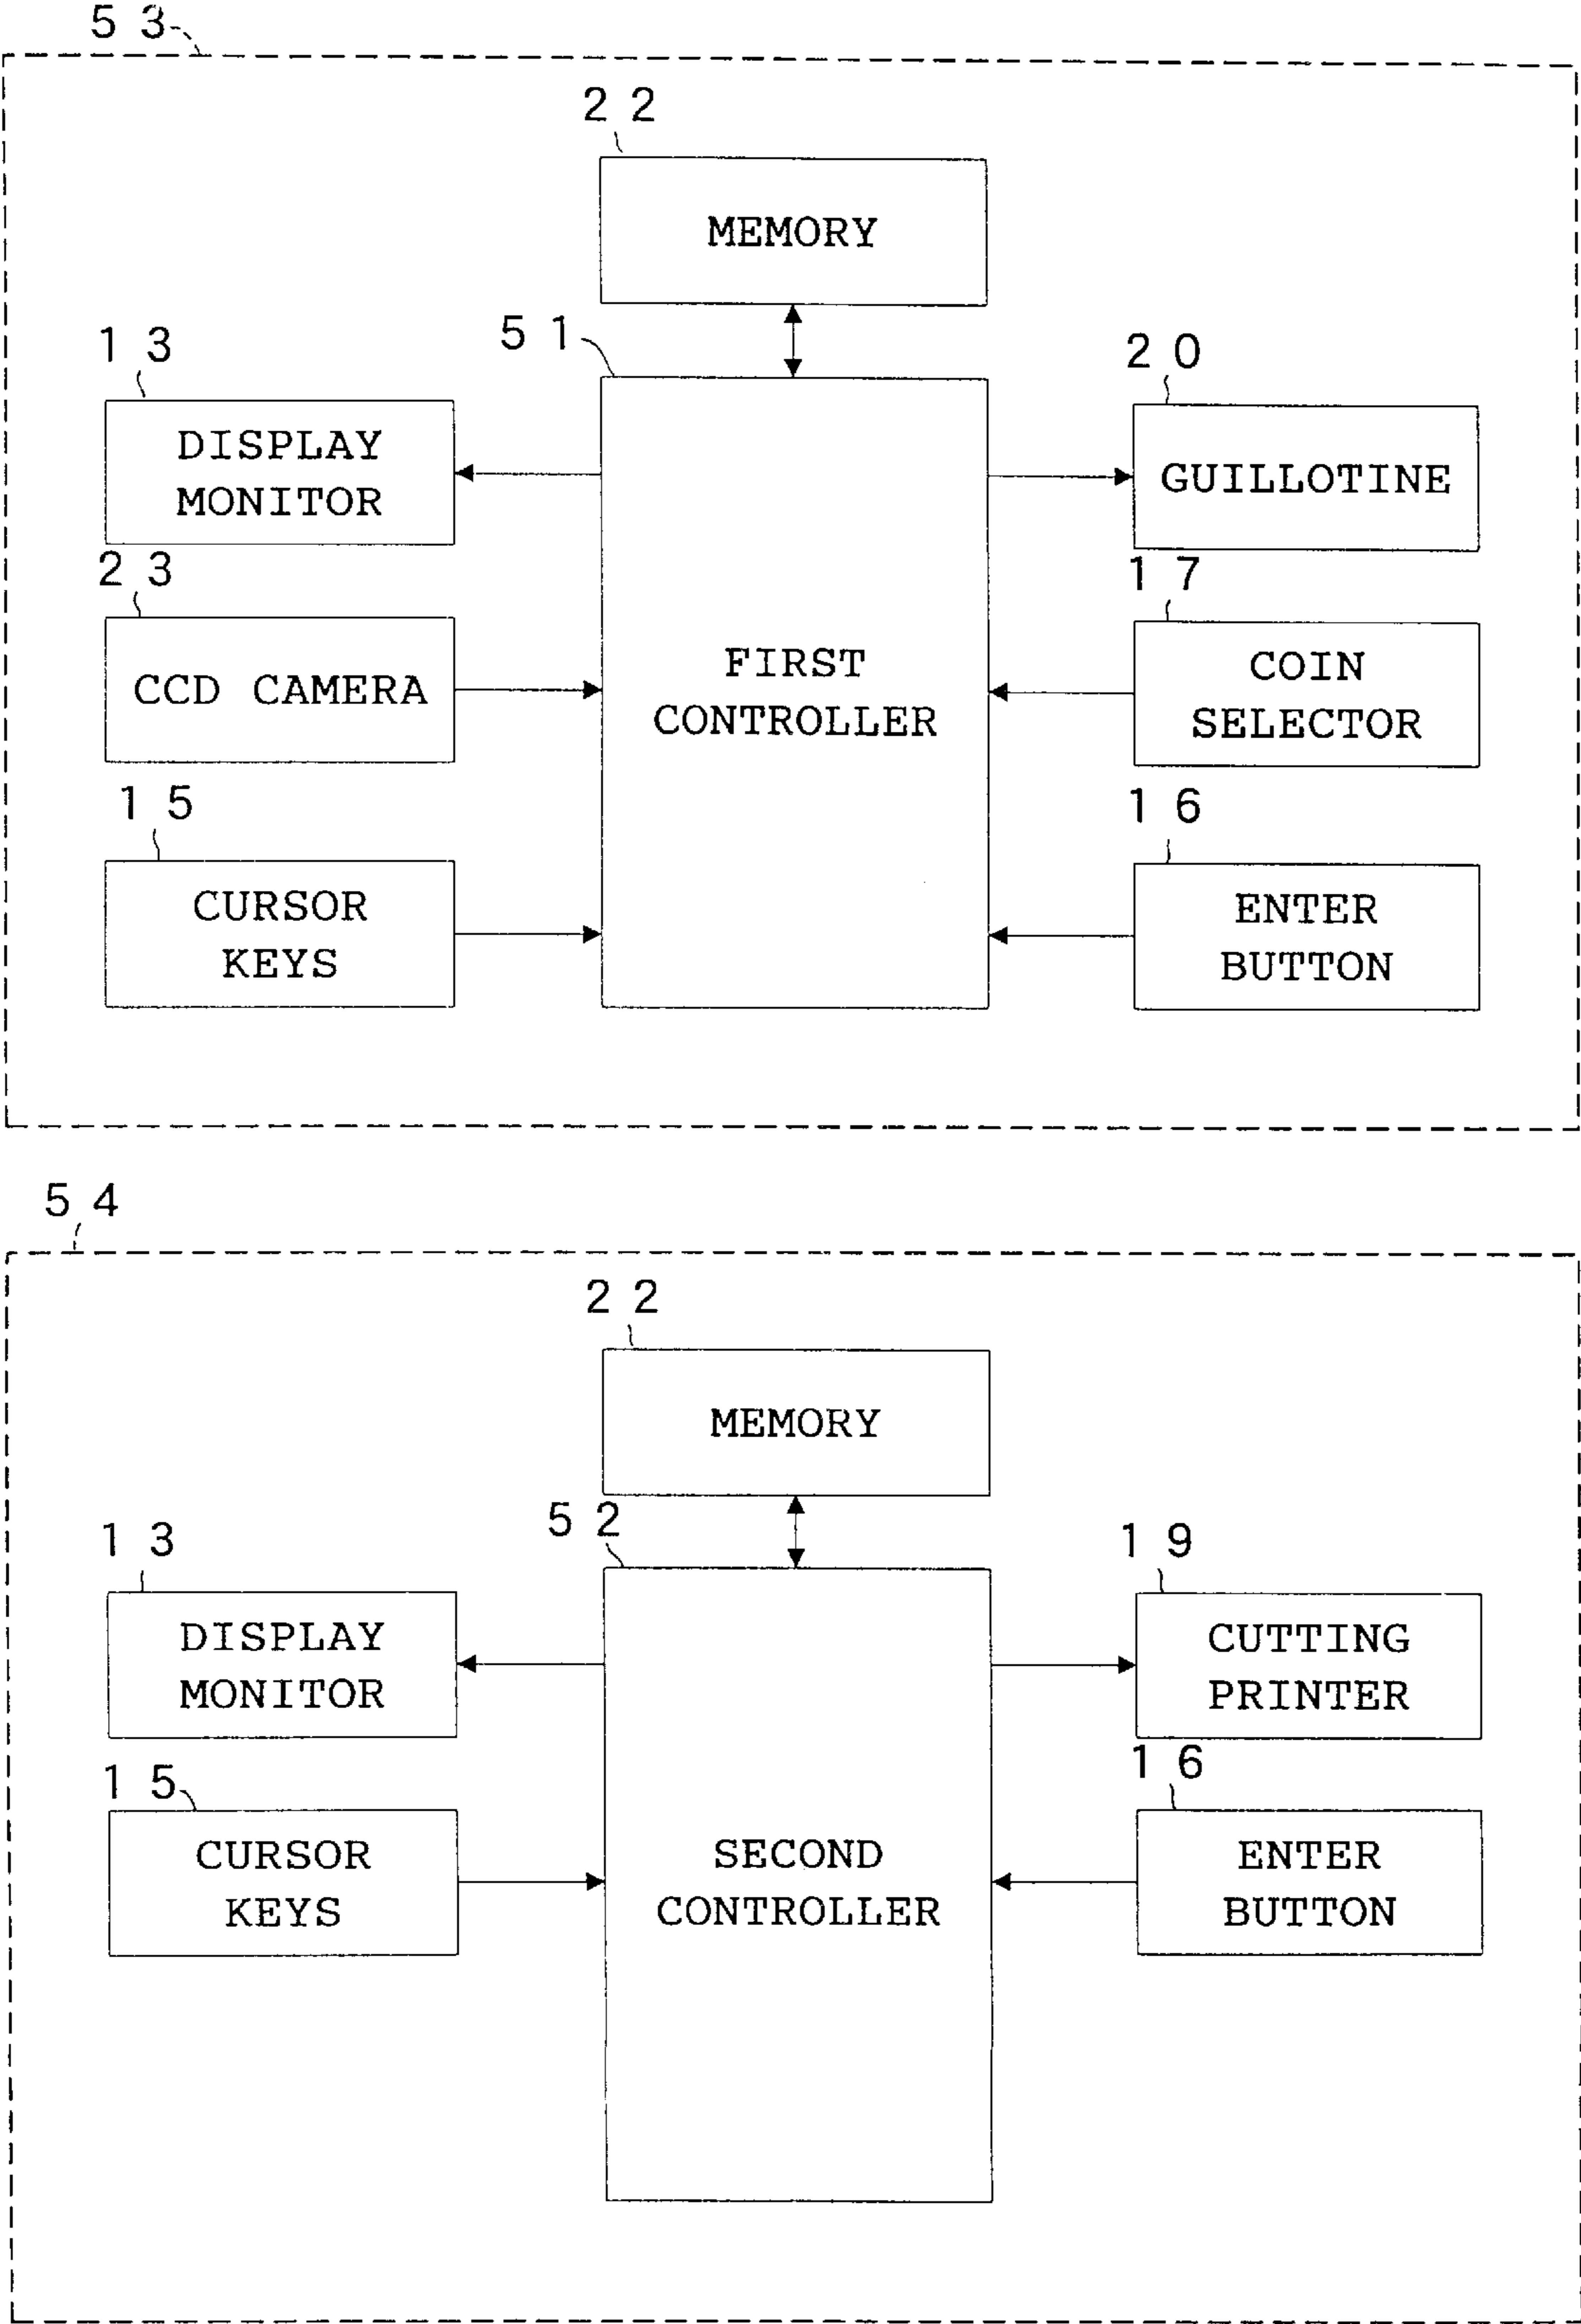 53
22
MEMORY
51
13
20
DISPLAY
MONITOR
GUILLOTINE
23
17
CCD CAMERA
FIRST
CONTROLLER
COIN
SELECTOR
15
16
CURSOR
KEYS
ENTER
BUTTON
54
22
MEMORY
52
13
19
DISPLAY
MONITOR
CUTTING
PRINTER
15
16
CURSOR
KEYS
SECOND
CONTROLLER
ENTER
BUTTON